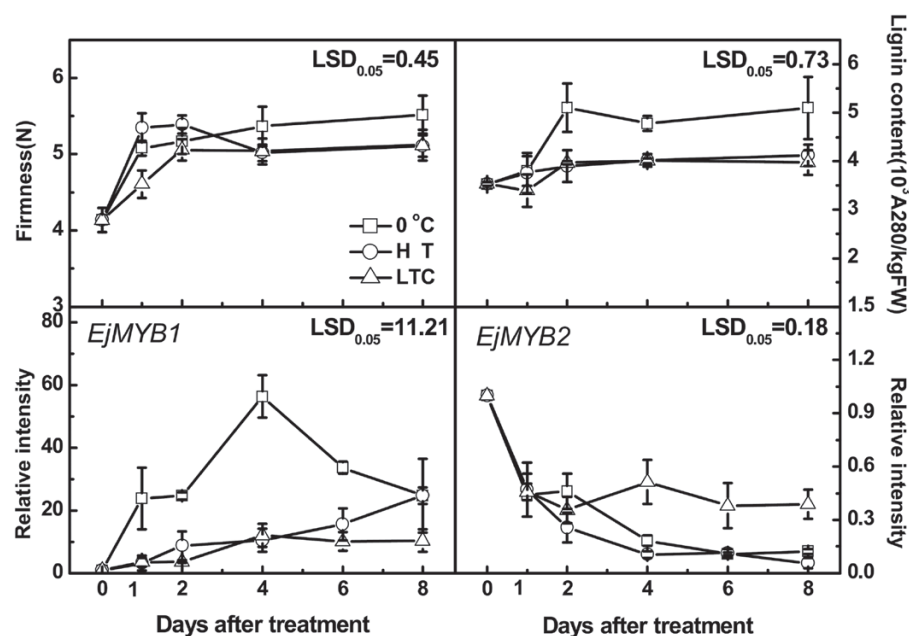 LSD0.05=0.45
LSD0.05=0.73
6
5
4
3
Firmness(N)
0 °C
H T
LTC
6
5
4
3
2
1.5
Lignin content(10³A280/kgFW)
EjMYB1
LSD0.05=11.21
EjMYB2
LSD0.05=0.18
80
60
40
20
0
Relative intensity
1.2
0.9
0.6
0.3
0.0
Relative intensity
0 1 2 4 6 8
0 1 2 4 6 8
Days after treatment
Days after treatment